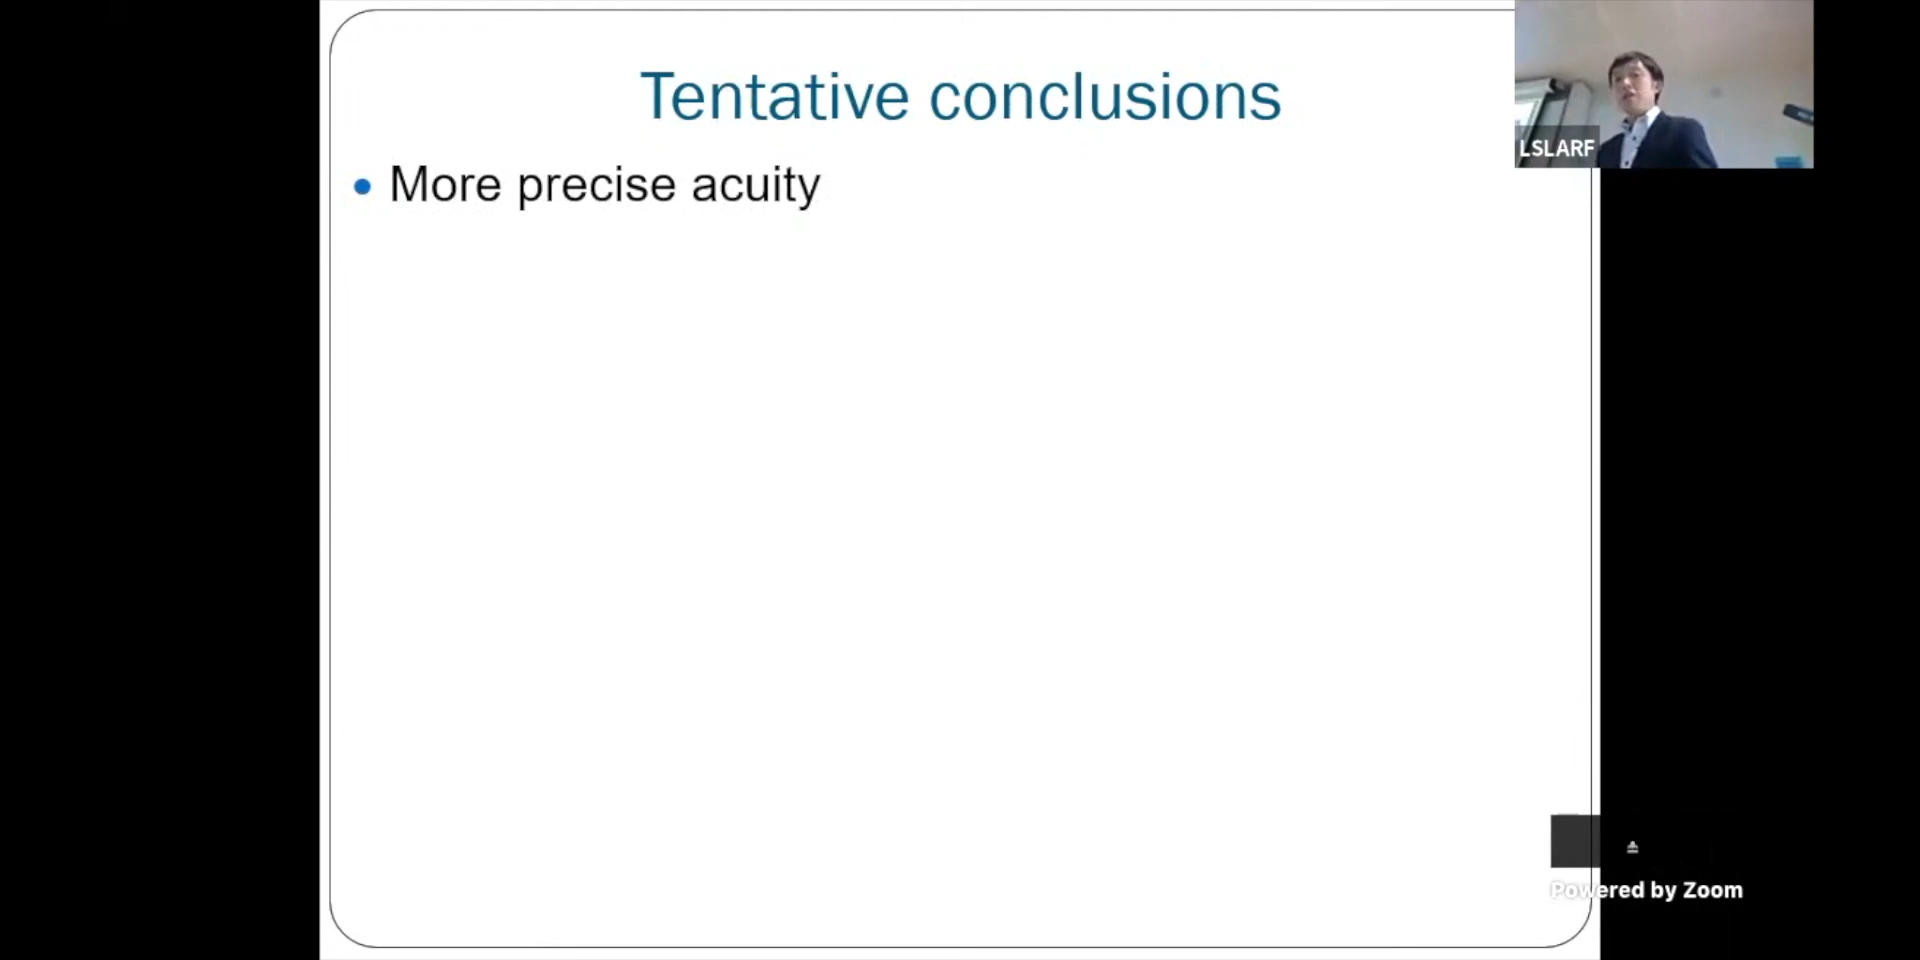 Tentative conclusions
LSLARF
• More precise acuity
Powered by Zoom